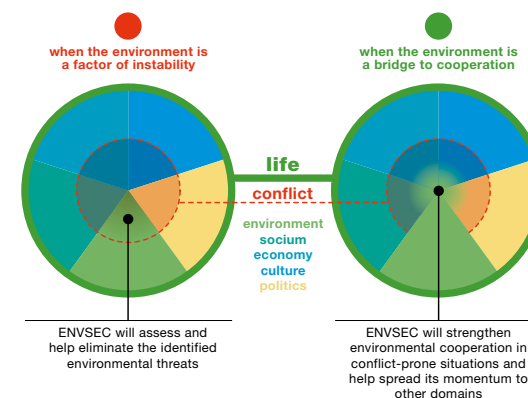 when the environment is
a factor of instability
when the environment is
a bridge to cooperation
life
conflict
environment
socium
economy
culture
politics
ENVSEC will assess and
help eliminate the identified
environmental threats
ENVSEC will strengthen
environmental cooperation in
conflict-prone situations and
help spread its momentum to
other domains